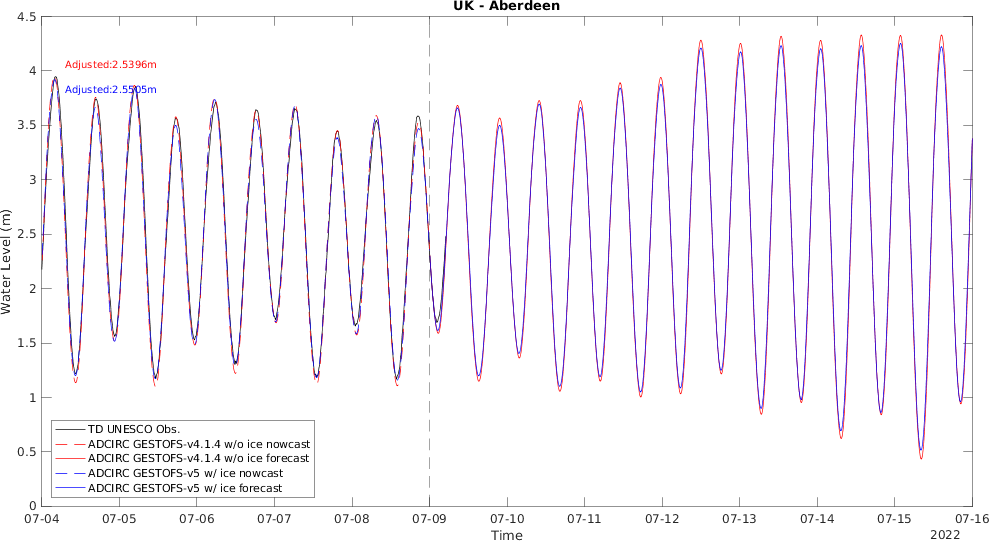 UK - Aberdeen
4.5
4
3.5
3
2.5
2
1.5
1
0.5
0
Water Level (m)
Adjusted:2.5396m
Adjusted:2.5505m
TD UNESCO Obs.
ADCIRC GESTOFS-v4.1.4 w/o ice nowcast
ADCIRC GESTOFS-v4.1.4 w/o ice forecast
ADCIRC GESTOFS-v5 w/ ice nowcast
ADCIRC GESTOFS-v5 w/ ice forecast
07-04 07-05 07-06 07-07 07-08 07-09 07-10 07-11 07-12 07-13 07-14 07-15 07-16
Time
2022